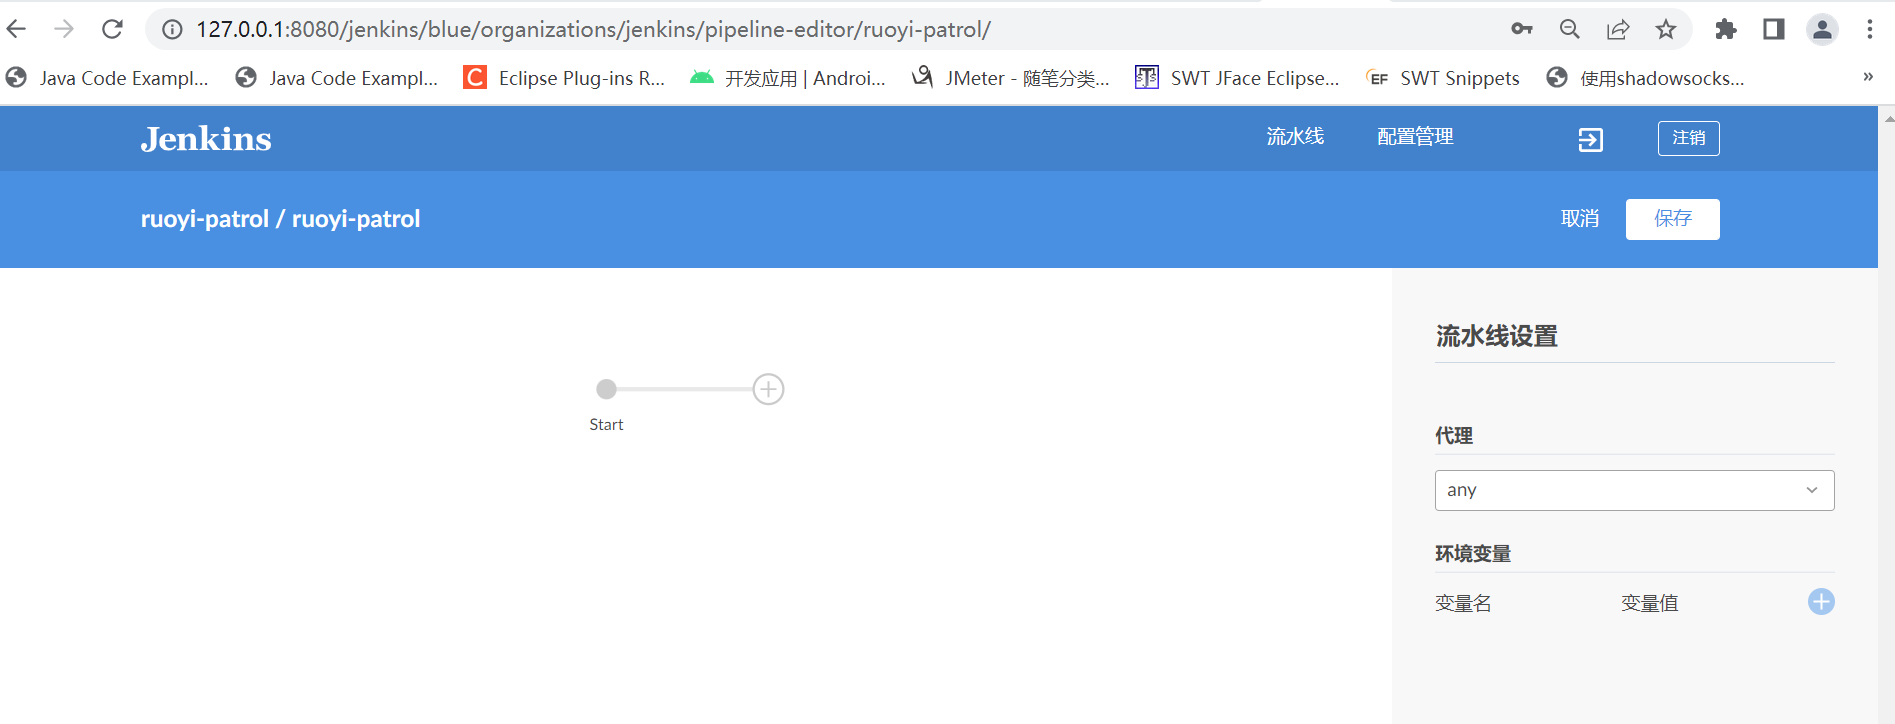 127.0.0.1:8080/jenkins/blue/organizations/jenkins/pipeline-editor/ruoyi-patrol/
Java Code Exampl... Java Code Exampl... C Eclipse Plug-ins R... 开发应用 | Androi... JMeter - 随笔分类... SWT JFace Eclipse... EF SWT Snippets 使用shadowsocks... »
Jenkins 流水线 配置管理 注销
ruoyi-patrol / ruoyi-patrol 取消 保存
流水线设置
Start
代理
any
环境变量
变量名 变量值